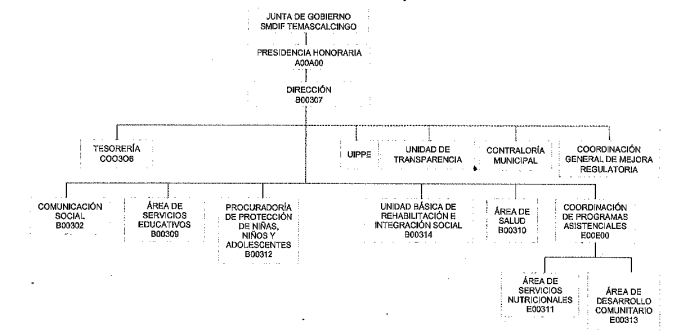 JUNTA DE GOBIERNO
SMDIF TEMASCALCINGO
PRESIDENCIA HONORARIA
A00A00
DIRECCIÓN
B00307
TESORERÍA
COO3O6
UIPPE
UNIDAD DE
TRANSPARENCIA
CONTRALORÍA
MUNICIPAL
COORDINACIÓN
GENERAL DE MEJORA
REGULATORIA
COMUNICACIÓN
SOCIAL
B00302
ÁREA DE
SERVICIOS
EDUCATIVOS
B00309
PROCURADORÍA
DE PROTECCIÓN
DE NIÑAS,
NIÑOS Y
ADOLESCENTES
B00312
UNIDAD BÁSICA DE
REHABILITACIÓN E
INTEGRACIÓN SOCIAL
B00314
ÁREA DE
SALUD
B00310
COORDINACIÓN
DE PROGRAMAS
ASISTENCIALES
E00E00
ÁREA DE
SERVICIOS
NUTRICIONALES
E00311
ÁREA DE
DESARROLLO
COMUNITARIO
E00313